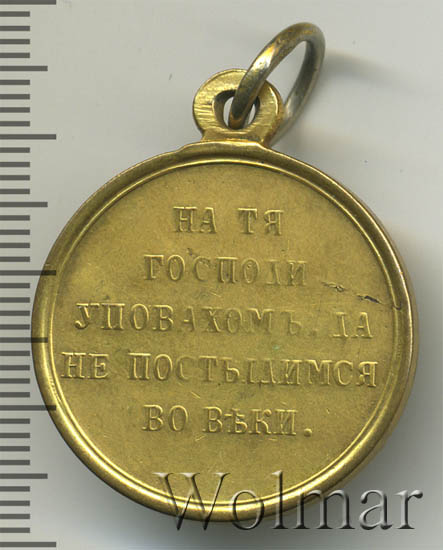 НА ТЯ
ГОСПОДИ
УПОВАХОМЪ. ДА
НЕ ПОСТЫДИМСЯ
ВО ВѢКИ.
Wolmar